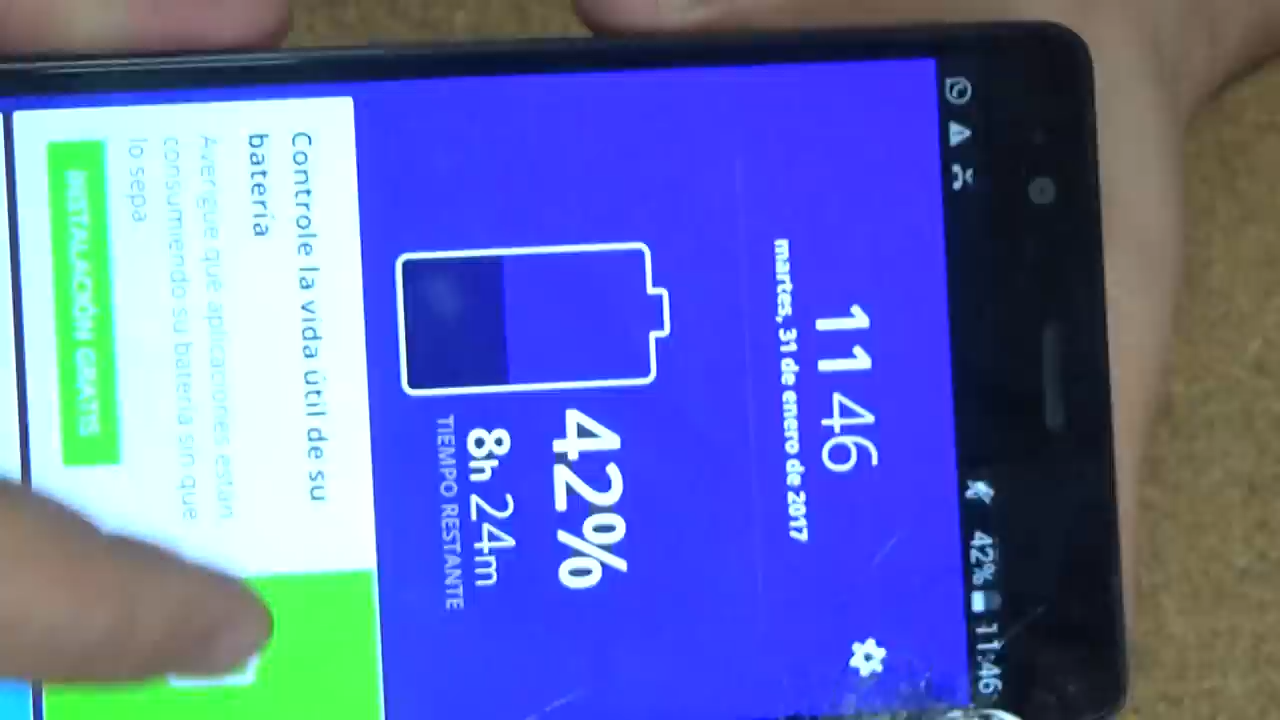 42% 11:46
11 46
martes, 31 de enero de 2017
42%
8h 24m
TIEMPO RESTANTE
Controle la vida útil de su
batería
Averigüe qué aplicaciones están
consumiendo su batería sin que
lo sepa
INSTALACIÓN GRATIS